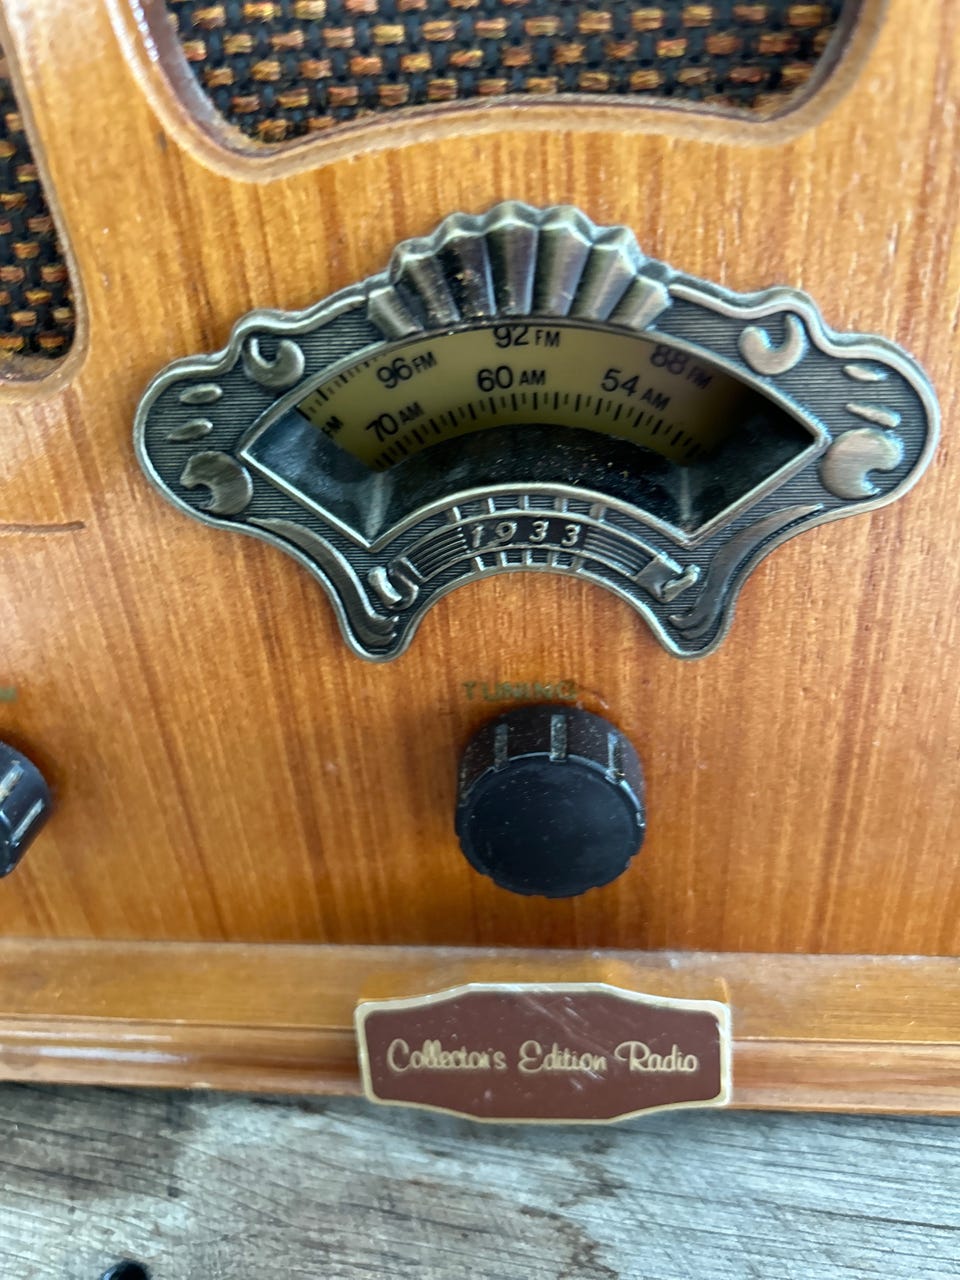 92 FM
96 FM
88 FM
60 AM
54 AM
70 AM
1933
TUNING
Collector's Edition Radio